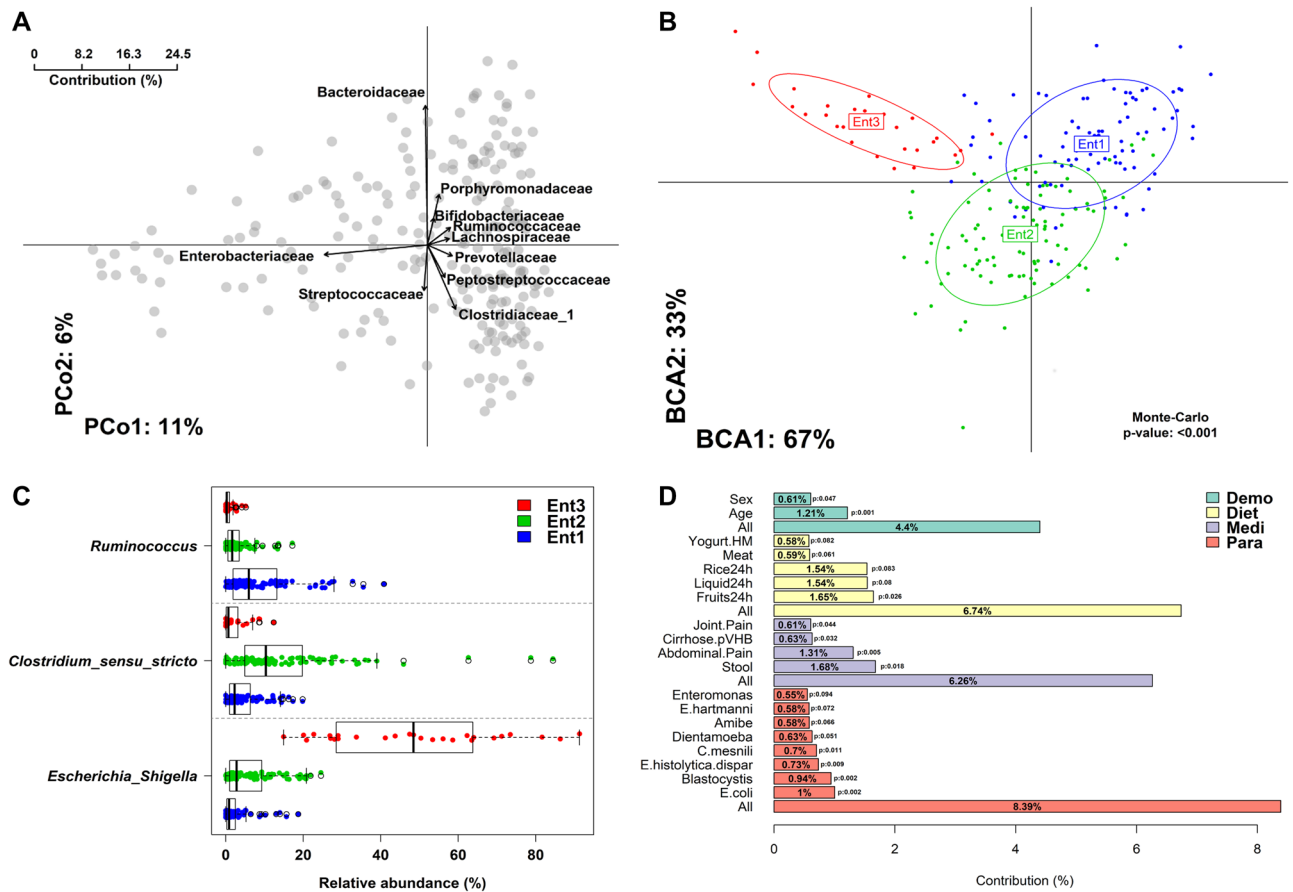 A
0 8.2 16.3 24.5
Contribution (%)
Bacteroidaceae
Porphyromonadaceae
Bifidobacteriaceae
Ruminococcaceae
Lachnospiraceae
Enterobacteriaceae
Prevotellaceae
Peptostreptococcaceae
Streptococcaceae
Clostridiaceae_1
PCo2: 6%
PCo1: 11%
B
Ent3
Ent1
Ent2
BCA2: 33%
BCA1: 67%
Monte-Carlo
p-value: <0.001
C
Ent3
Ent2
Ent1
Ruminococcus
Clostridium_sensu_stricto
Escherichia_Shigella
0 20 40 60 80
Relative abundance (%)
D
Demo
Diet
Medi
Para
Sex 0.61% p:0.047
Age 1.21% p:0.001
All 4.4%
Yogurt.HM 0.58% p:0.082
Meat 0.59% p:0.061
Rice24h 1.54% p:0.083
Liquid24h 1.54% p:0.08
Fruits24h 1.65% p:0.026
All 6.74%
Joint.Pain 0.61% p:0.044
Cirrhose.pVHB 0.63% p:0.032
Abdominal.Pain 1.31% p:0.005
Stool 1.68% p:0.018
All 6.26%
Enteromonas 0.55% p:0.094
E.hartmanni 0.58% p:0.072
Amibe 0.58% p:0.066
Dientamoeba 0.63% p:0.051
C.mesnili 0.7% p:0.011
E.histolytica.dispar 0.73% p:0.009
Blastocystis 0.94% p:0.002
E.coli 1% p:0.002
All 8.39%
0 2 4 6 8
Contribution (%)